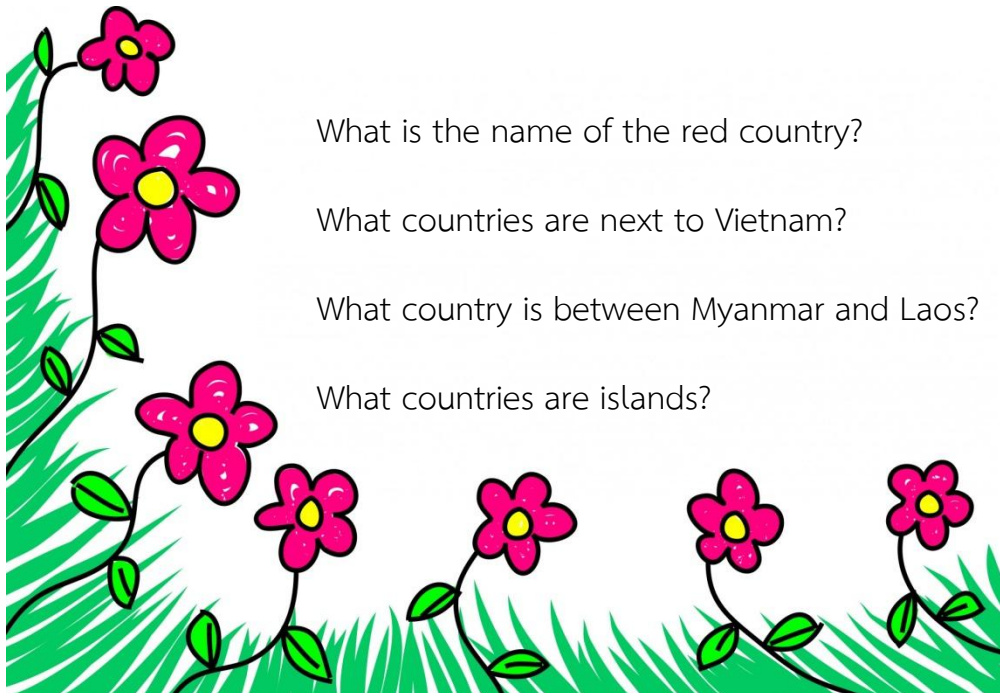 What is the name of the red country?
What countries are next to Vietnam?
What country is between Myanmar and Laos?
What countries are islands?